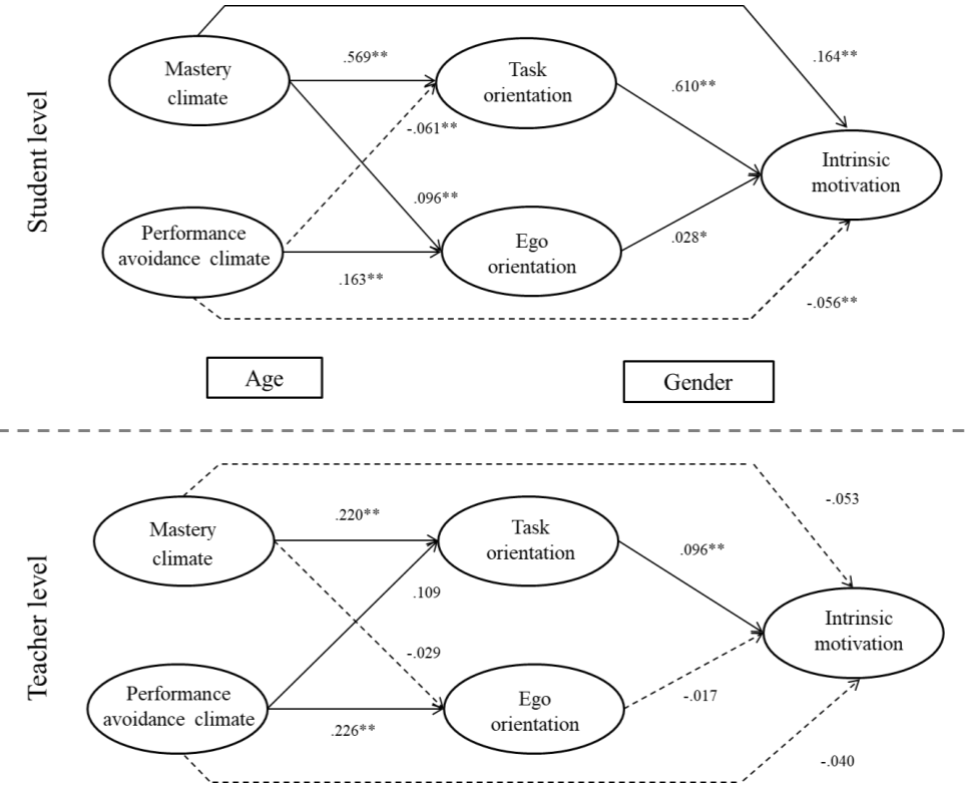 Student level
Mastery
climate
.569**
Task
orientation
.610**
.164**
-.061**
Intrinsic
motivation
.096**
Performance
avoidance climate
Ego
orientation
.028*
.163**
-.056**
Age
Gender
Teacher level
Mastery
climate
.220**
Task
orientation
.096**
-.053
.109
Intrinsic
motivation
-.029
Performance
avoidance climate
Ego
orientation
-.017
.226**
-.040